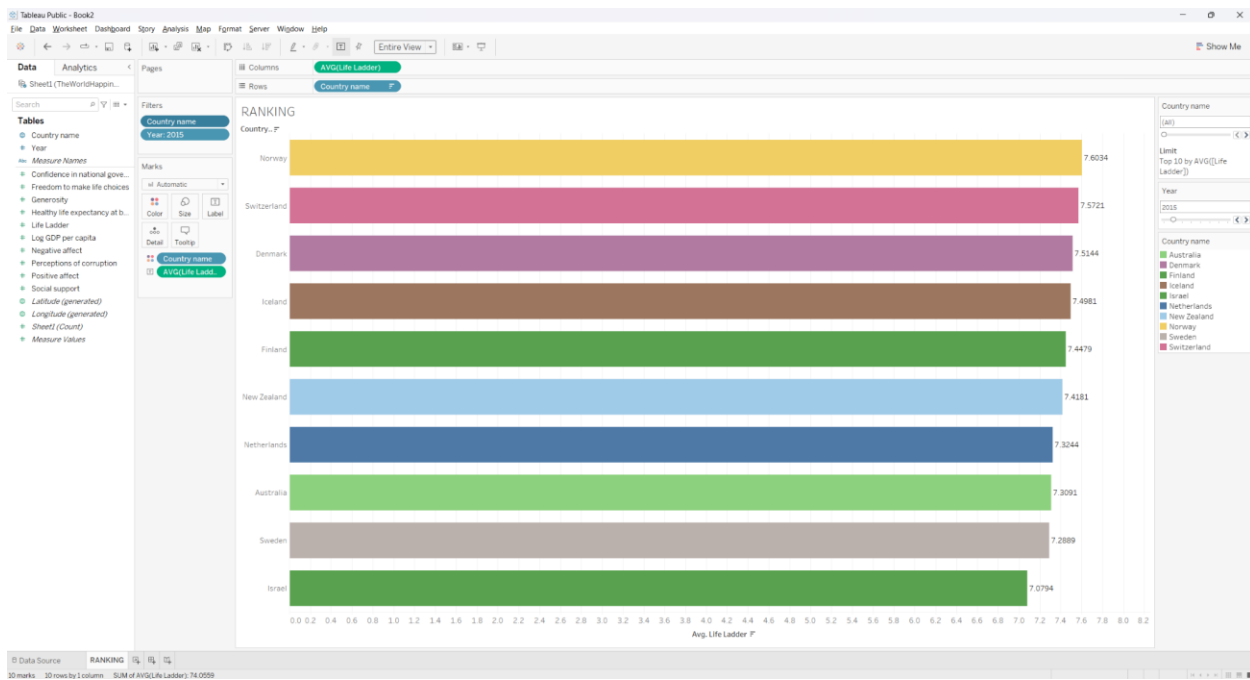 Tableau Public - Book2
File Data Worksheet Dashboard Story Analysis Map Format Server Window Help
Entire View
Show Me
Data Analytics
Sheet1 (TheWorldHappin...
Search
Tables
Country name
Year
Abc Measure Names
Confidence in national gove...
Freedom to make life choices
Generosity
Healthy life expectancy at b...
Life Ladder
Log GDP per capita
Negative affect
Perceptions of corruption
Positive affect
Social support
Latitude (generated)
Longitude (generated)
Sheet1 (Count)
Measure Values
Pages
Filters
Country name
Year: 2015
Marks
Automatic
Color Size Label
Detail Tooltip
Country name
AVG(Life Ladd..
Columns AVG(Life Ladder)
Rows Country name
RANKING
Country..
Norway 7.6034
Switzerland 7.5721
Denmark 7.5144
Iceland 7.4981
Finland 7.4479
New Zealand 7.4181
Netherlands 7.3244
Australia 7.3091
Sweden 7.2889
Israel 7.0794
0.0 0.2 0.4 0.6 0.8 1.0 1.2 1.4 1.6 1.8 2.0 2.2 2.4 2.6 2.8 3.0 3.2 3.4 3.6 3.8 4.0 4.2 4.4 4.6 4.8 5.0 5.2 5.4 5.6 5.8 6.0 6.2 6.4 6.6 6.8 7.0 7.2 7.4 7.6 7.8 8.0 8.2
Avg. Life Ladder
Country name
(All)
Limit
Top 10 by AVG([Life
Ladder])
Year
2015
Country name
Australia
Denmark
Finland
Iceland
Israel
Netherlands
New Zealand
Norway
Sweden
Switzerland
Data Source RANKING
10 marks 10 rows by 1 column SUM of AVG(Life Ladder): 74.0559